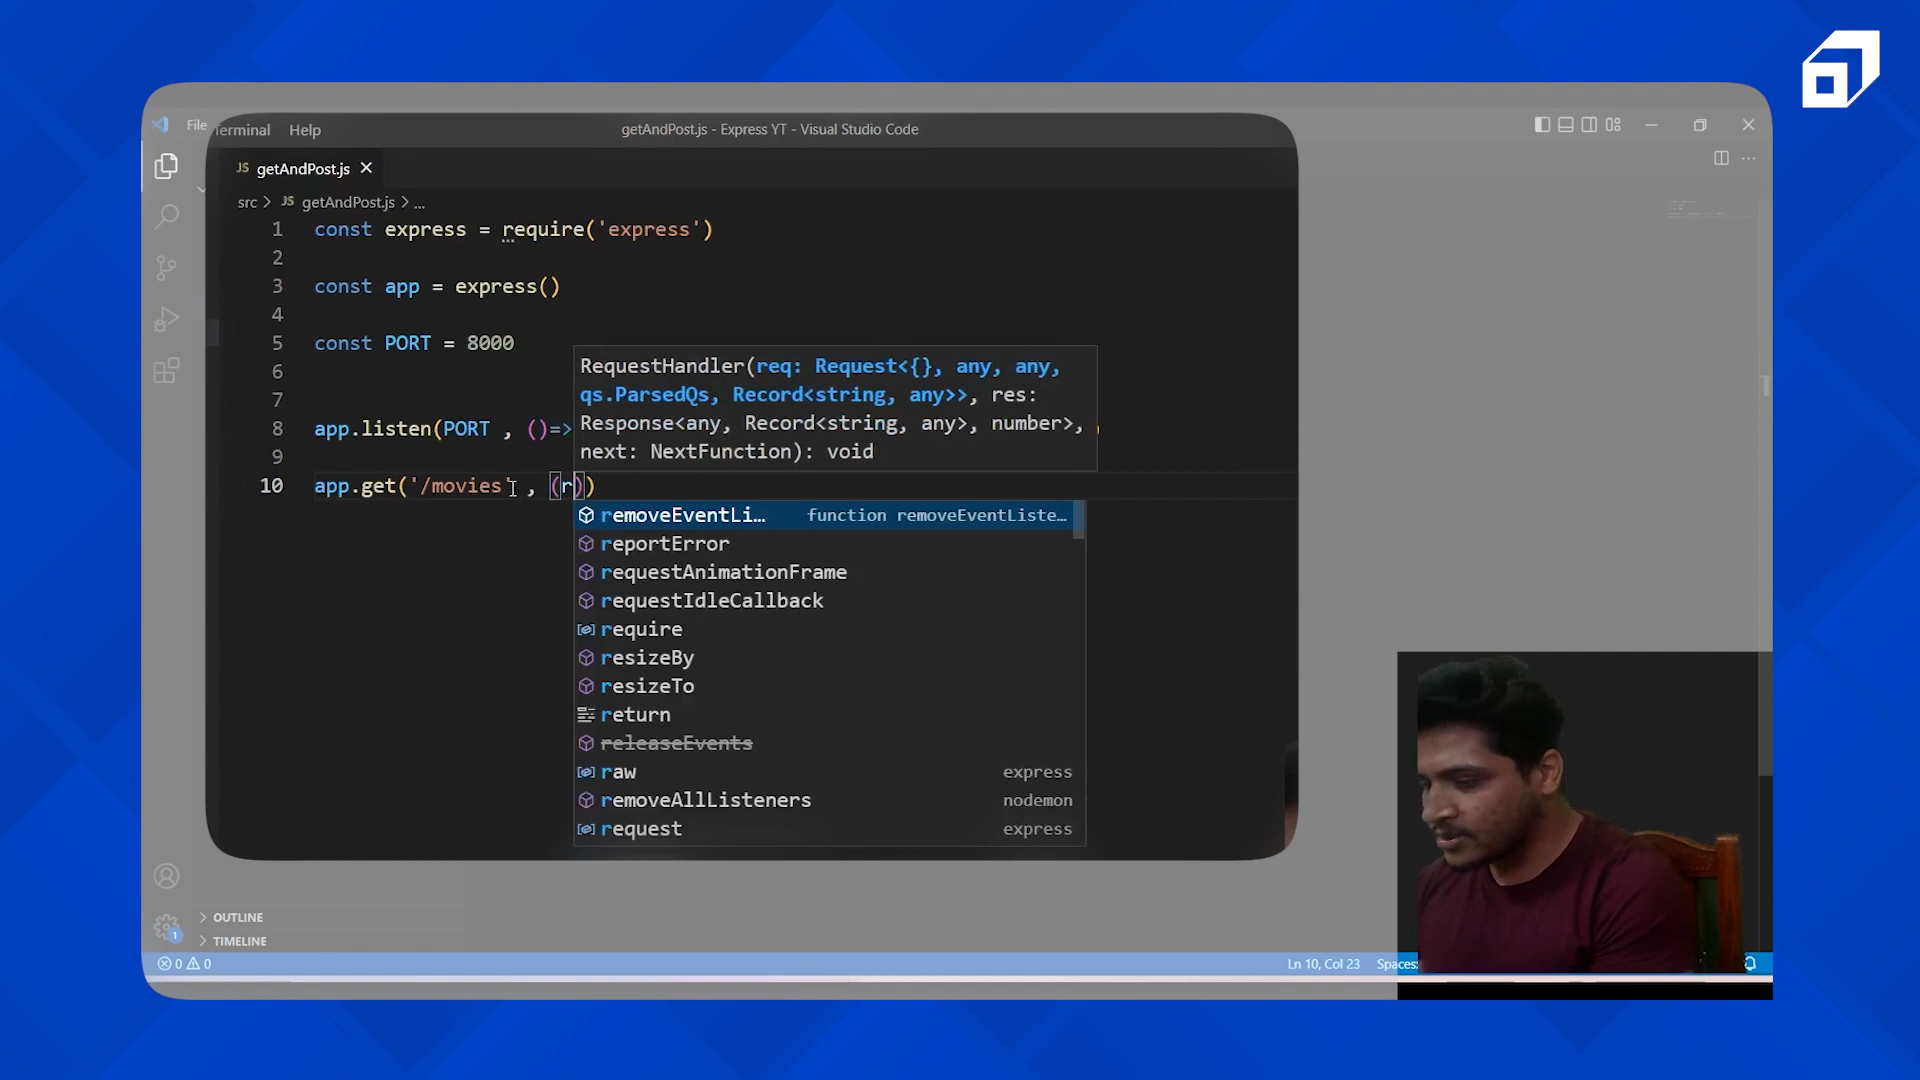 File
Terminal Help
getAndPost.js - Express YT - Visual Studio Code
JS getAndPost.js
src > JS getAndPost.js > ...
1 const express = require('express')
2
3 const app = express()
4
5 const PORT = 8000
6
7
8 app.listen(PORT , ()=>
9
10 app.get('/movies' , (r))
RequestHandler(req: Request<{}, any, any,
qs.ParsedQs, Record<string, any>>, res:
Response<any, Record<string, any>, number>,
next: NextFunction): void
removeEventLi… function removeEventListe…
reportError
requestAnimationFrame
requestIdleCallback
require
resizeBy
resizeTo
return
releaseEvents
raw express
removeAllListeners nodemon
request express
OUTLINE
TIMELINE
1
0 0
Ln 10, Col 23 Spaces: